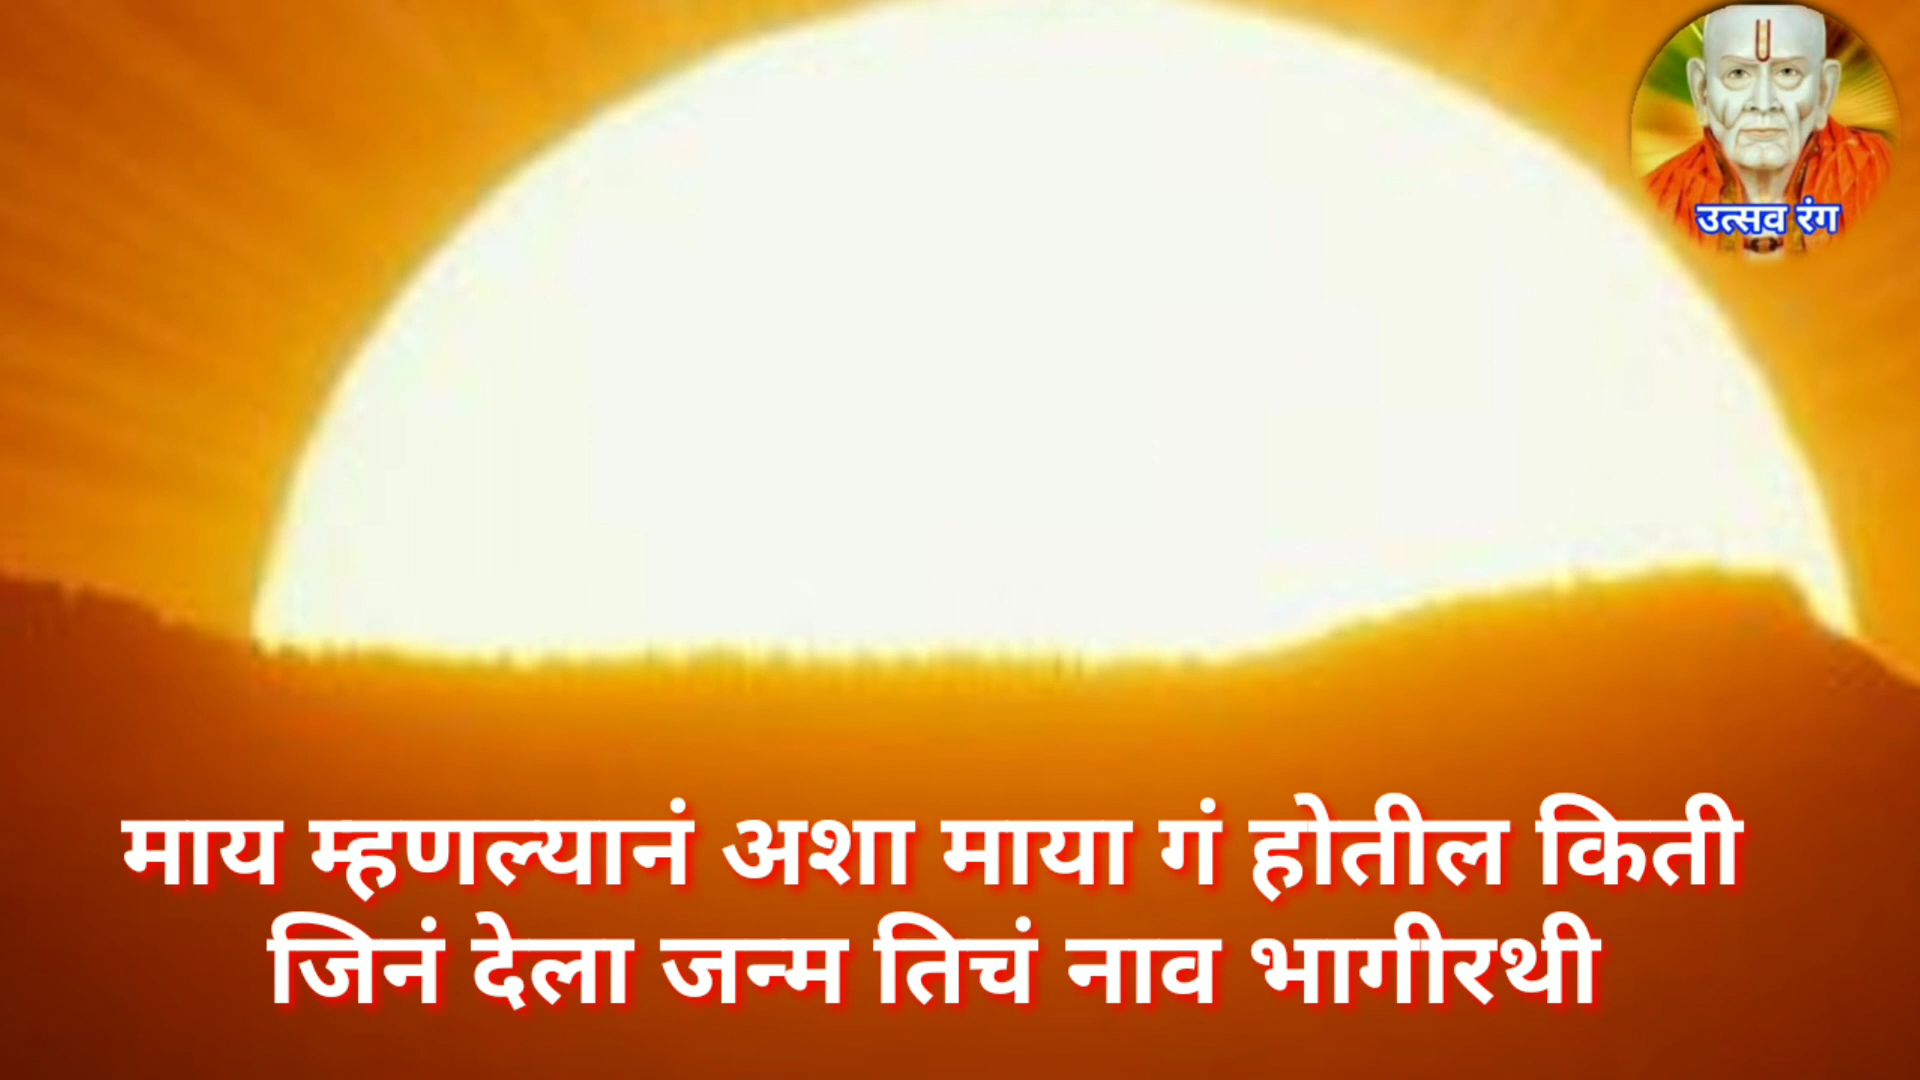 उत्सव रंग
माय म्हणल्यानं अशा माया गं होतील किती
जिनं देला जन्म तिचं नाव भागीरथी